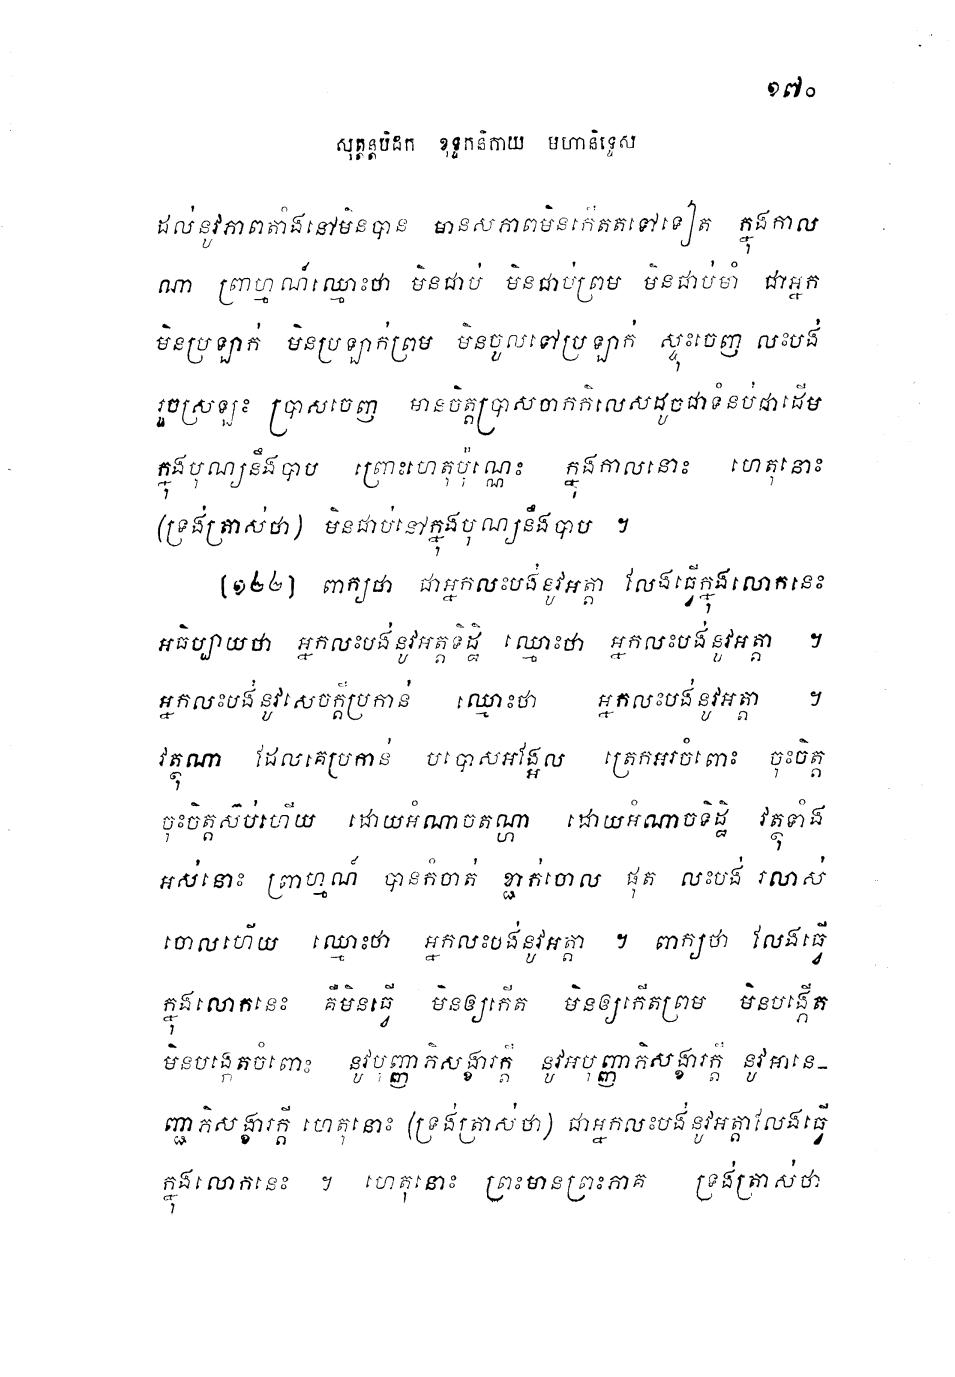 ១៧០
សុត្តន្តបិដក ខុទ្ទកនិកាយ មហានិទ្ទេស
ដល់នូវភាពតាំងនៅមិនបាន មានសភាពមិនកើតតទៅទៀត ក្នុងកាល
ណា ព្រាហ្មណ៍ឈ្មោះថា មិនជាប់ មិនជាប់ព្រម មិនជាប់មាំ ជាអ្នក
មិនប្រឡាក់ មិនប្រឡាក់ព្រម មិនចូលទៅប្រឡាក់ ស្ទុះចេញ លះបង់
រួចស្រឡះ ប្រាសចេញ មានចិត្តប្រាសចាកកិលេសដូចជាទំនប់ជាដើម
ក្នុងបុណ្យនឹងបាប ព្រោះហេតុប៉ុណ្ណេះ ក្នុងកាលនោះ ហេតុនោះ
(ទ្រង់ត្រាស់ថា) មិនជាប់នៅក្នុងបុណ្យនឹងបាប ។
(១៤៤) ពាក្យថា ជាអ្នកលះបង់នូវអត្តា លែងធ្វើក្នុងលោកនេះ
អធិប្បាយថា អ្នកលះបង់នូវអត្តទិដ្ឋិ ឈ្មោះថា អ្នកលះបង់នូវអត្តា ។
អ្នកលះបង់នូវសេចក្តីប្រកាន់ ឈ្មោះថា អ្នកលះបង់នូវអត្តា ។
វត្ថុណា ដែលគេប្រកាន់ បបោសអង្អែល ត្រេកអរចំពោះ ចុះចិត្ត
ចុះចិត្តស៊ប់ហើយ ដោយអំណាចតណ្ហា ដោយអំណាចទិដ្ឋិ វត្ថុទាំង
អស់នោះ ព្រាហ្មណ៍ បានកំចាត់ ខ្ជាក់ចោល ផុត លះបង់ រលាស់
ចោលហើយ ឈ្មោះថា អ្នកលះបង់នូវអត្តា ។ ពាក្យថា លែងធ្វើ
ក្នុងលោកនេះ គឺមិនធ្វើ មិនឲ្យកើត មិនឲ្យកើតព្រម មិនបង្កើត
មិនបង្កើតចំពោះ នូវបុញ្ញាភិសង្ខារក្តី នូវអបុញ្ញាភិសង្ខារក្តី នូវអានេ-
ញ្ជាភិសង្ខារក្តី ហេតុនោះ (ទ្រង់ត្រាស់ថា) ជាអ្នកលះបង់នូវអត្តាលែងធ្វើ
ក្នុងលោកនេះ ។ ហេតុនោះ ព្រះមានព្រះភាគ ទ្រង់ត្រាស់ថា